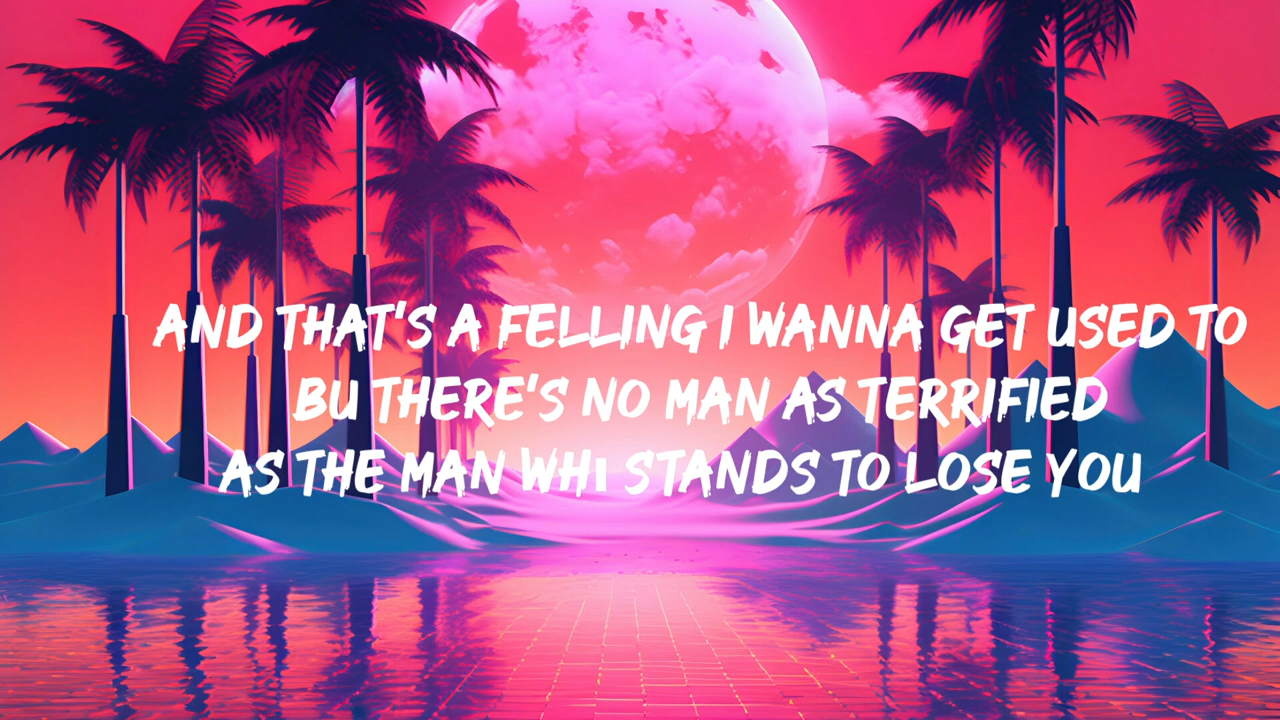 AND THAT'S A FELLING I WANNA GET USED TO
BU THERE'S NO MAN AS TERRIFIED
AS THE MAN WHI STANDS TO LOSE YOU